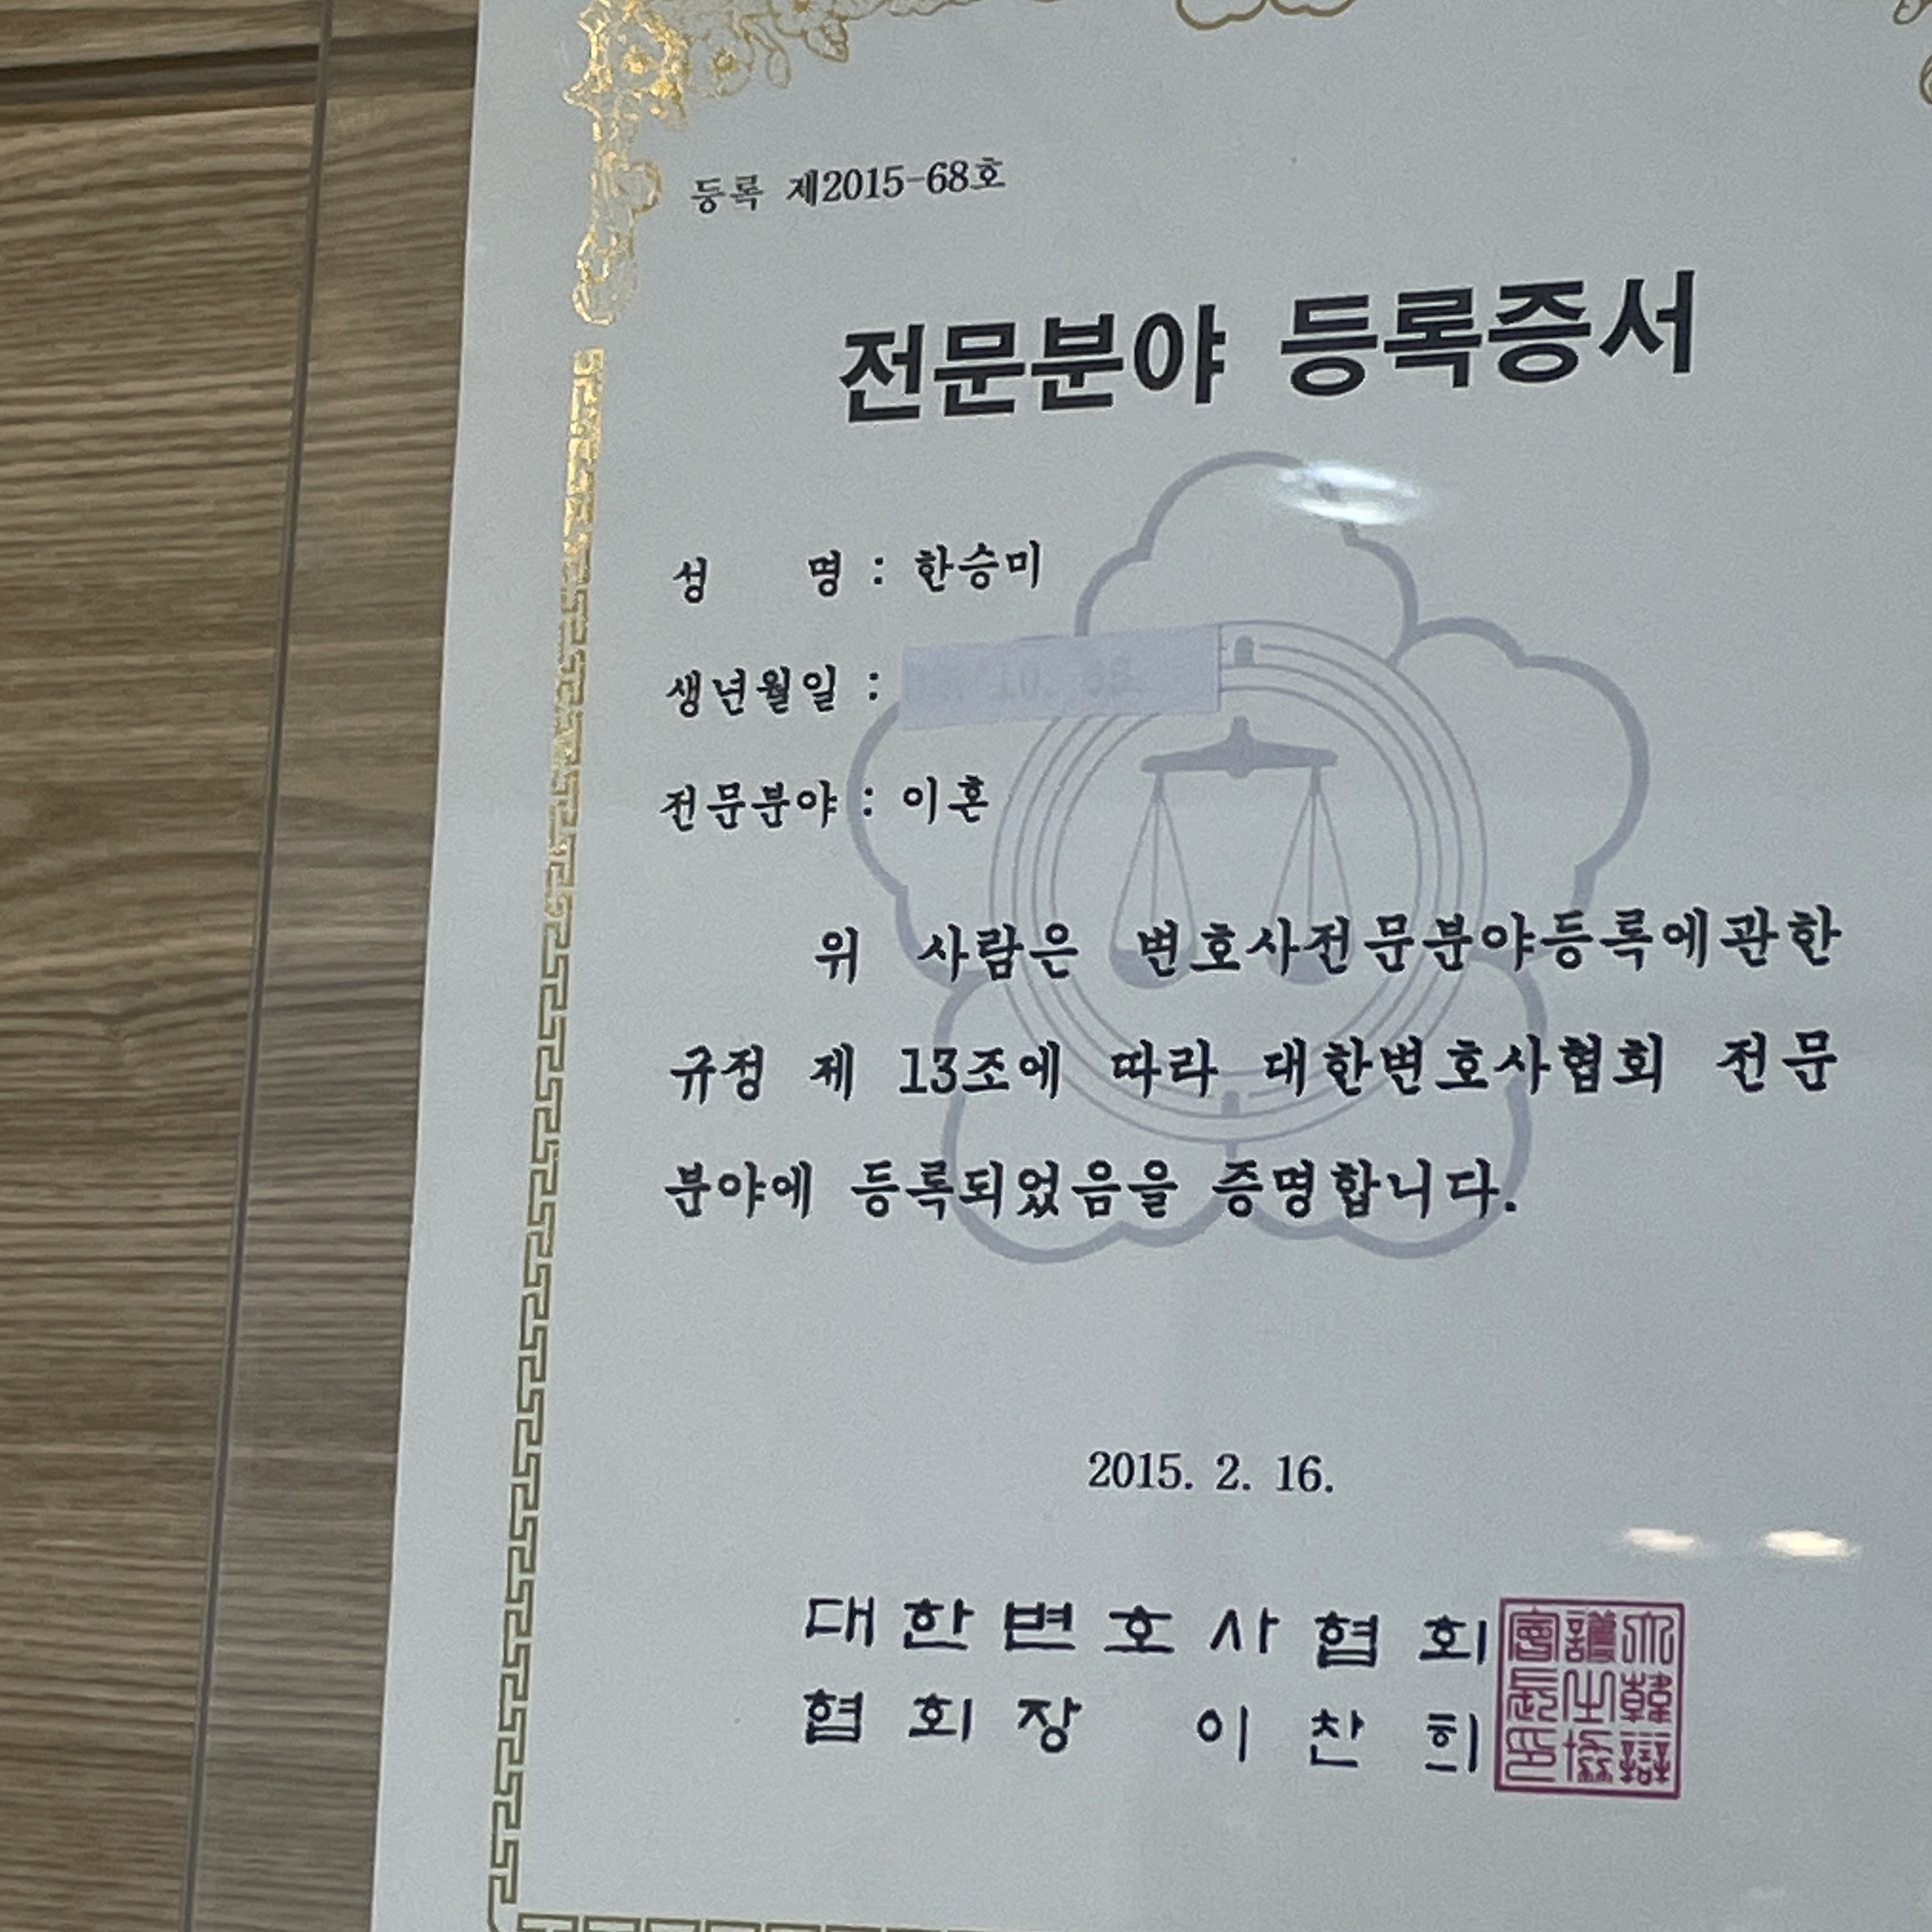 등록 제2015-68호
전문분야 등록증서
성 명 : 한승미
생년월일 :
전문분야 : 이혼
위 사람은 변호사전문분야등록에관한
규정 제 13조에 따라 대한변호사협회 전문
분야에 등록되었음을 증명합니다.
2015. 2. 16.
대한변호사협회
협회장 이찬희